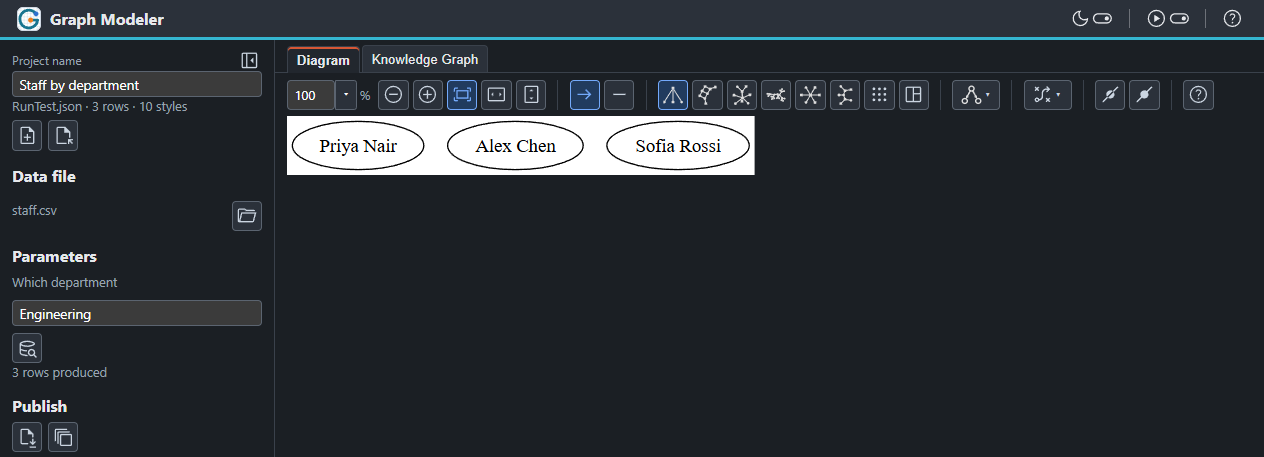 Graph Modeler
Project name
Staff by department
RunTest.json · 3 rows · 10 styles
Data file
staff.csv
Parameters
Which department
Engineering
3 rows produced
Publish
Diagram
Knowledge Graph
100
%
Priya Nair
Alex Chen
Sofia Rossi